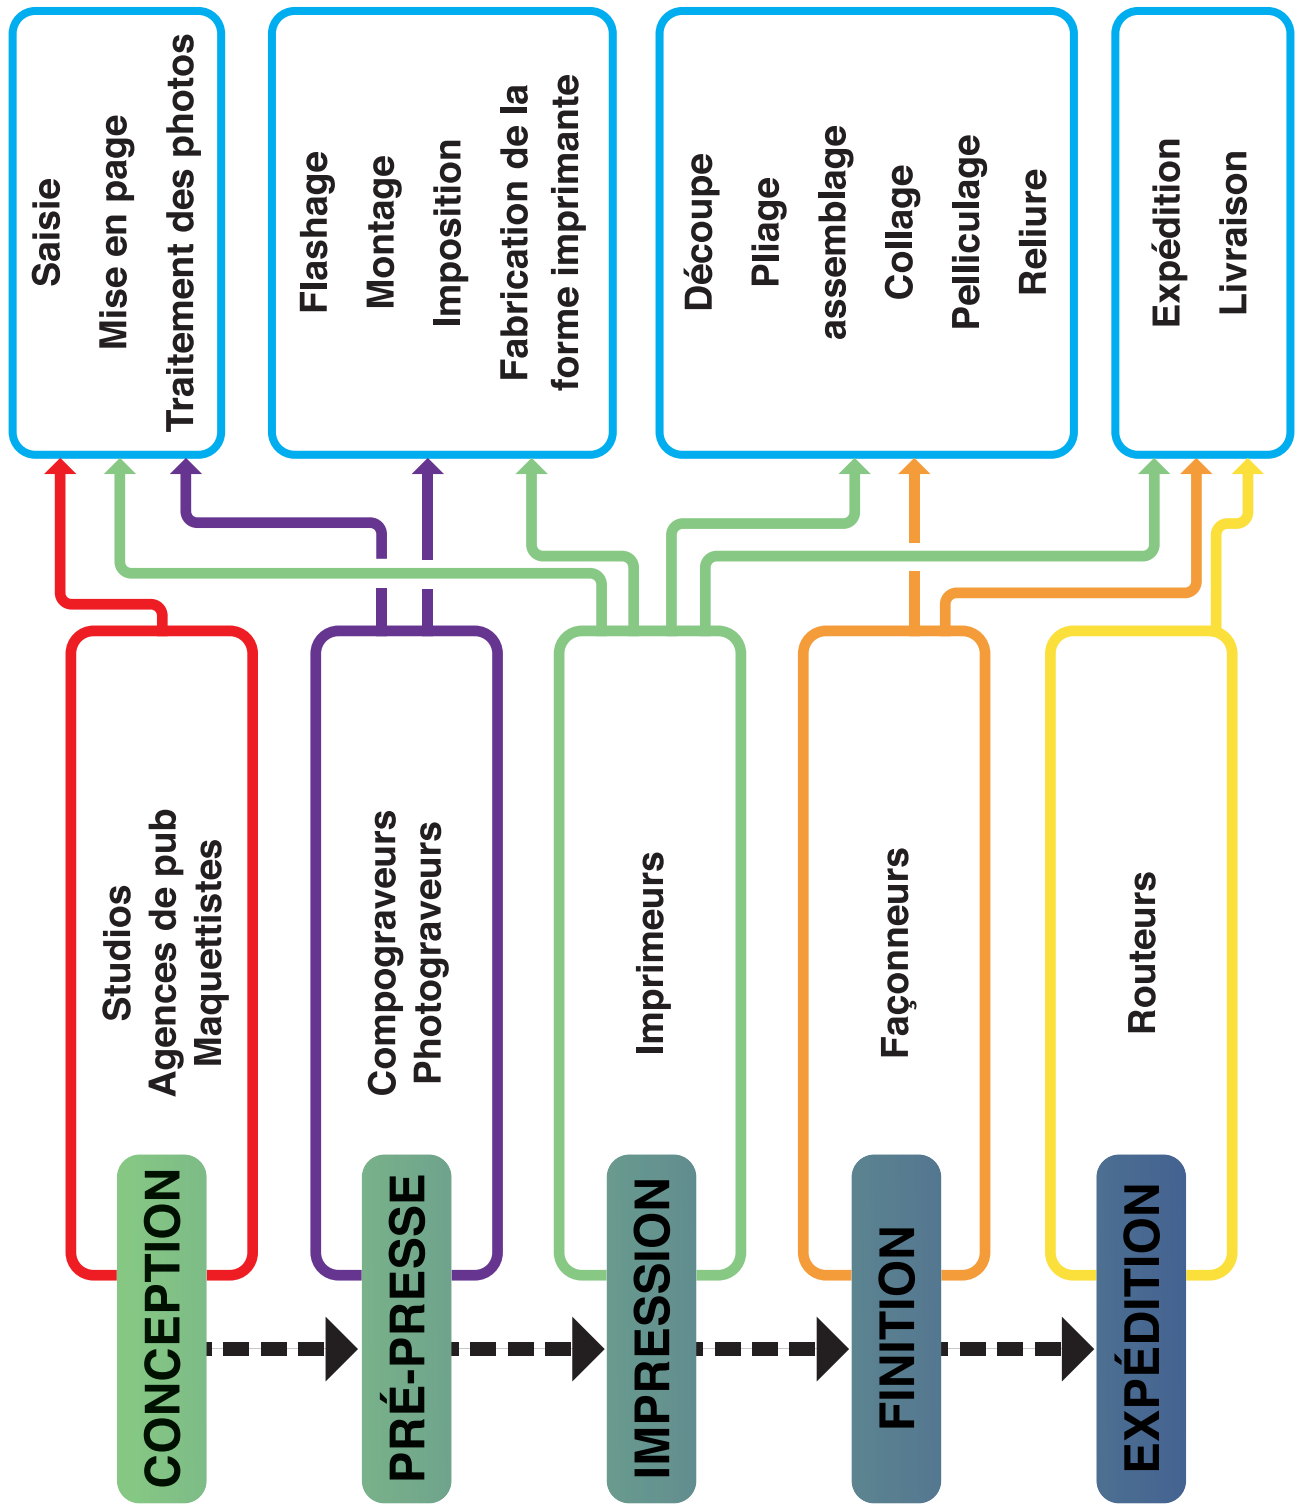 CONCEPTION
Studios
Agences de pub
Maquettistes
Saisie
Mise en page
Traitement des photos
PRÉ-PRESSE
Compograveurs
Photograveurs
Flashage
Montage
Imposition
Fabrication de la
forme imprimante
IMPRESSION
Imprimeurs
Découpe
Pliage
assemblage
Collage
Pelliculage
Reliure
FINITION
Façonneurs
EXPÉDITION
Routeurs
Expédition
Livraison